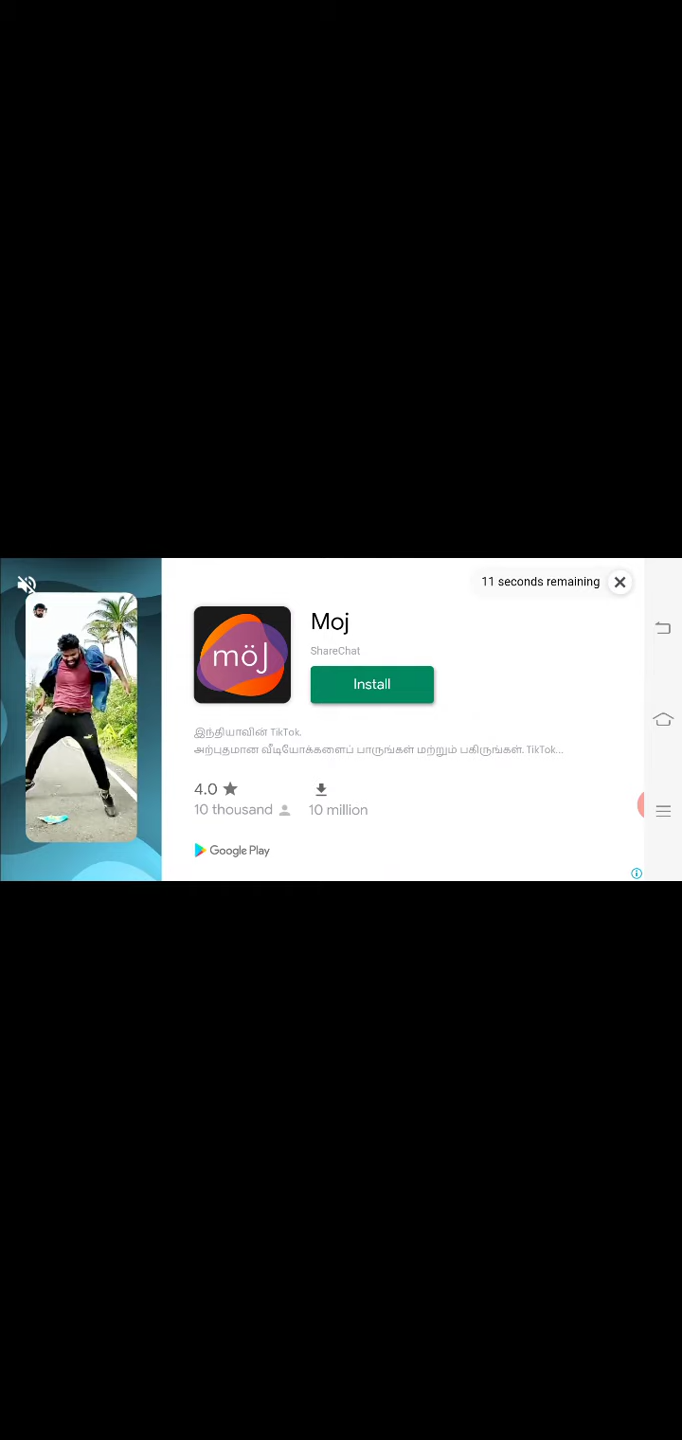 11 seconds remaining
möj
Moj
ShareChat
Install
இந்தியாவின் TikTok.
அற்புதமான வீடியோக்களைப் பாருங்கள் மற்றும் பகிருங்கள். TikTok...
4.0
10 thousand
10 million
Google Play